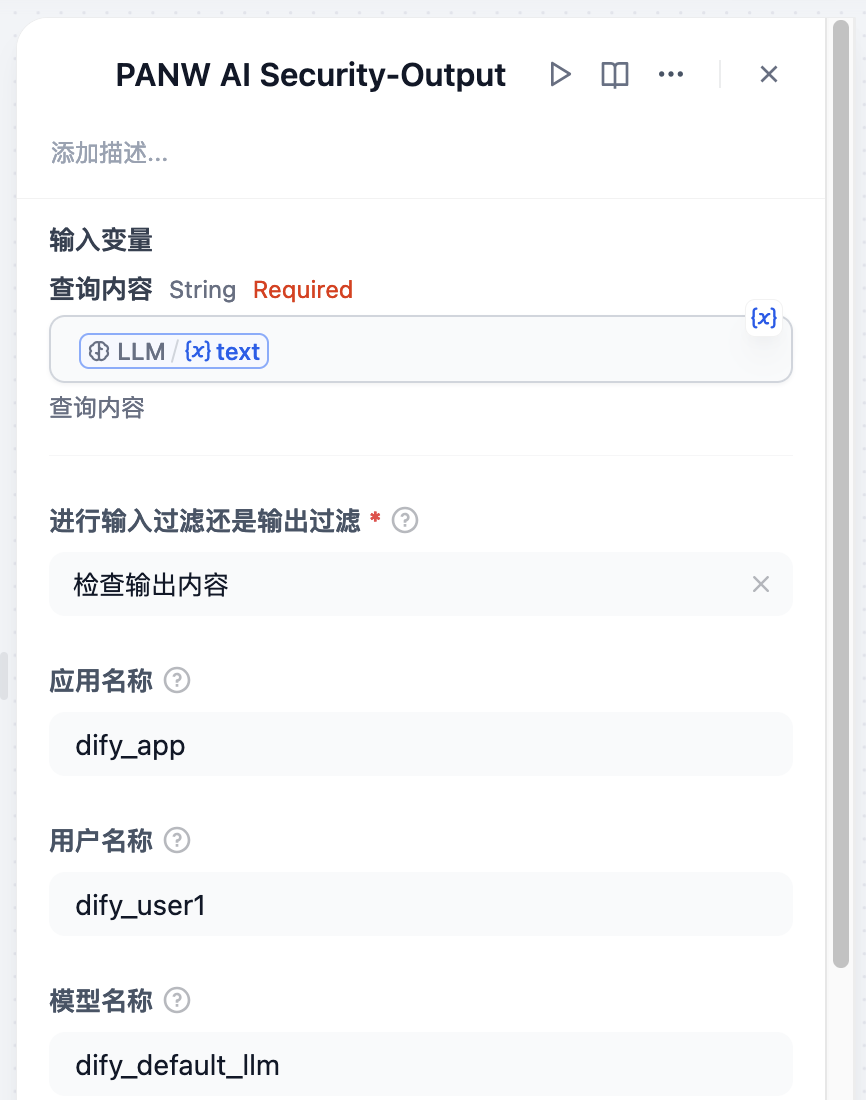 PANW AI Security-Output
添加描述...
输入变量
查询内容 String Required
{x}
LLM / {x} text
查询内容
进行输入过滤还是输出过滤 * ?
检查输出内容
应用名称 ?
dify_app
用户名称 ?
dify_user1
模型名称 ?
dify_default_llm